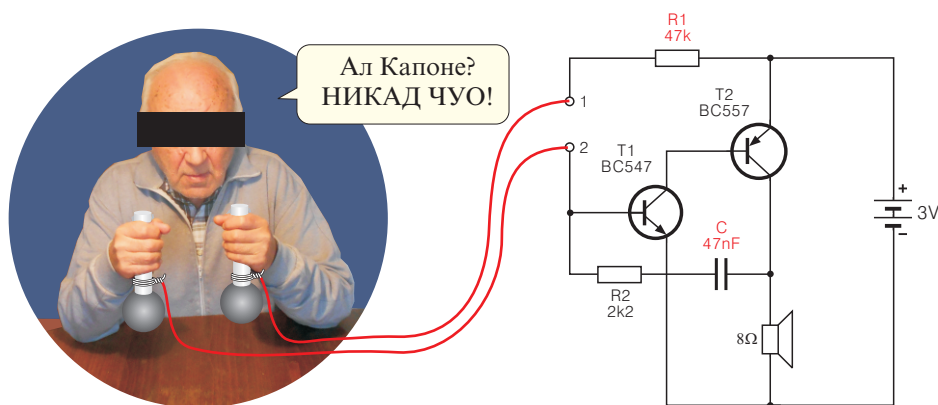 Ал Капоне?
НИКАД ЧУО!
R1
47k
1
2
T1
BC547
T2
BC557
C
47nF
R2
2k2
8Ω
+
3V
−